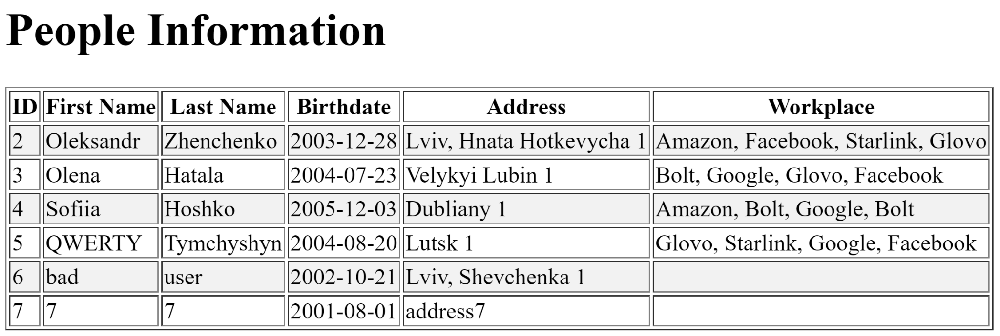 People Information
ID First Name Last Name Birthdate Address Workplace
2 Oleksandr Zhenchenko 2003-12-28 Lviv, Hnata Hotkevycha 1 Amazon, Facebook, Starlink, Glovo
3 Olena Hatala 2004-07-23 Velykyi Lubin 1 Bolt, Google, Glovo, Facebook
4 Sofiia Hoshko 2005-12-03 Dubliany 1 Amazon, Bolt, Google, Bolt
5 QWERTY Tymchyshyn 2004-08-20 Lutsk 1 Glovo, Starlink, Google, Facebook
6 bad user 2002-10-21 Lviv, Shevchenka 1
7 7 7 2001-08-01 address7